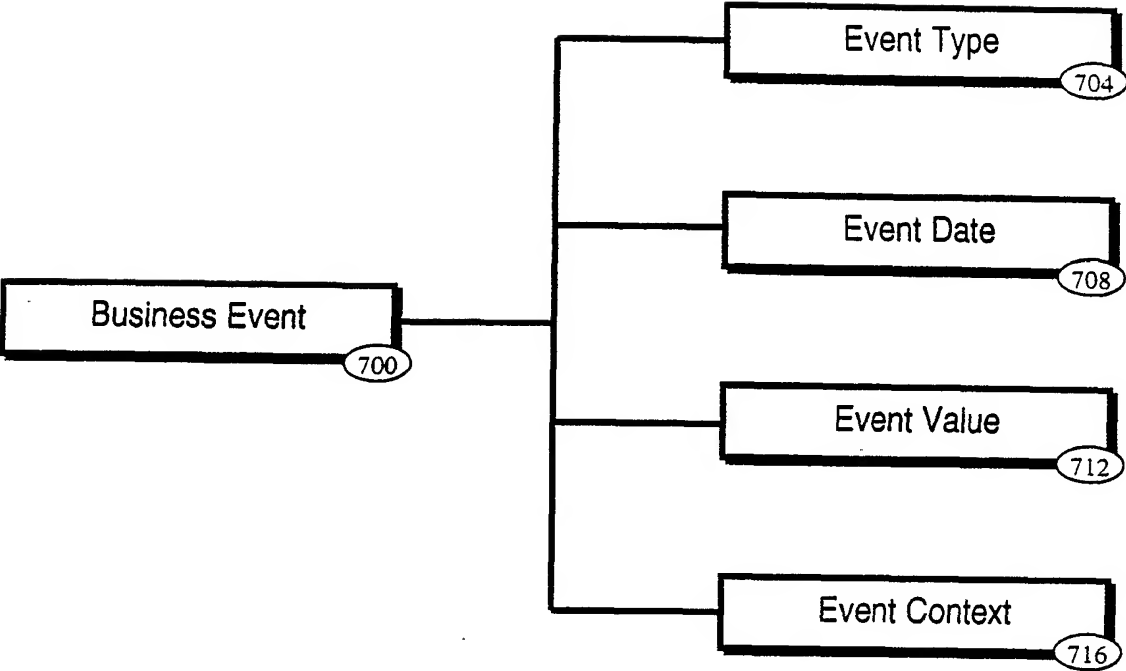 Event Type
704
Event Date
708
Business Event
700
Event Value
712
Event Context
716